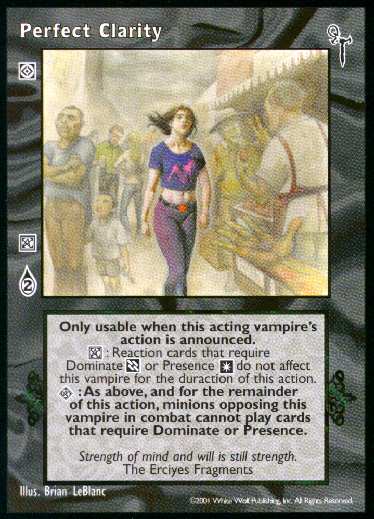 Perfect Clarity
2
Only usable when this acting vampire's
action is announced.
: Reaction cards that require
Dominate or Presence do not affect
this vampire for the duraction of this action.
: As above, and for the remainder
of this action, minions opposing this
vampire in combat cannot play cards
that require Dominate or Presence.
Strength of mind and will is still strength.
The Erciyes Fragments
Illus. Brian LeBlanc
©2001 White Wolf Publishing, Inc. All Rights Reserved.